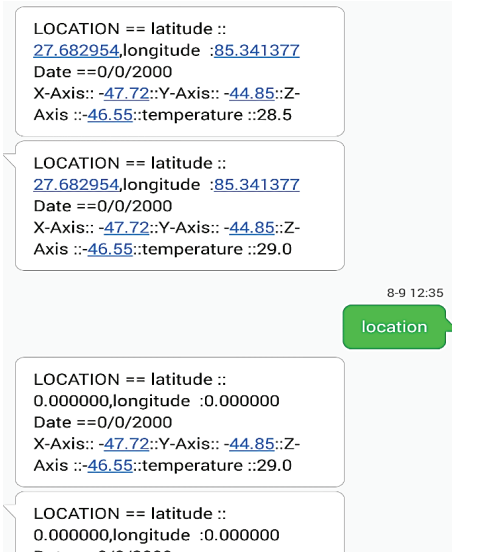 LOCATION == latitude ::
27.682954,longitude :85.341377
Date ==0/0/2000
X-Axis:: -47.72::Y-Axis:: -44.85::Z-
Axis ::-46.55::temperature ::28.5
LOCATION == latitude ::
27.682954,longitude :85.341377
Date ==0/0/2000
X-Axis:: -47.72::Y-Axis:: -44.85::Z-
Axis ::-46.55::temperature ::29.0
8-9 12:35
location
LOCATION == latitude ::
0.000000,longitude :0.000000
Date ==0/0/2000
X-Axis:: -47.72::Y-Axis:: -44.85::Z-
Axis ::-46.55::temperature ::29.0
LOCATION == latitude ::
0.000000,longitude :0.000000